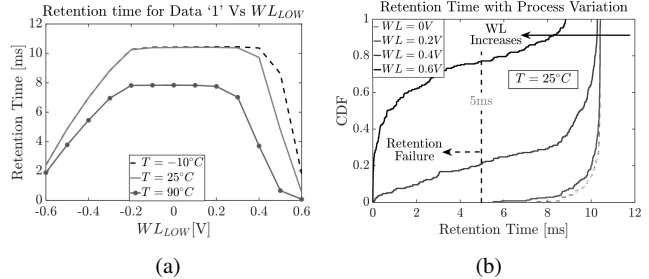 Retention time for Data ‘1’ Vs WL_LOW
(a)
12
10
8
6
4
2
0
Retention Time [ms]
T = −10°C
T = 25°C
T = 90°C
-0.6 -0.4 -0.2 0 0.2 0.4 0.6
WL_LOW[V]
Retention Time with Process Variation
(b)
1
0.8
0.6
0.4
0.2
0
CDF
WL = 0V
WL = 0.2V
WL = 0.4V
WL = 0.6V
WL
Increases
T = 25°C
5ms
Retention
Failure
0 2 4 6 8 10 12
Retention Time [ms]
(a)
(b)